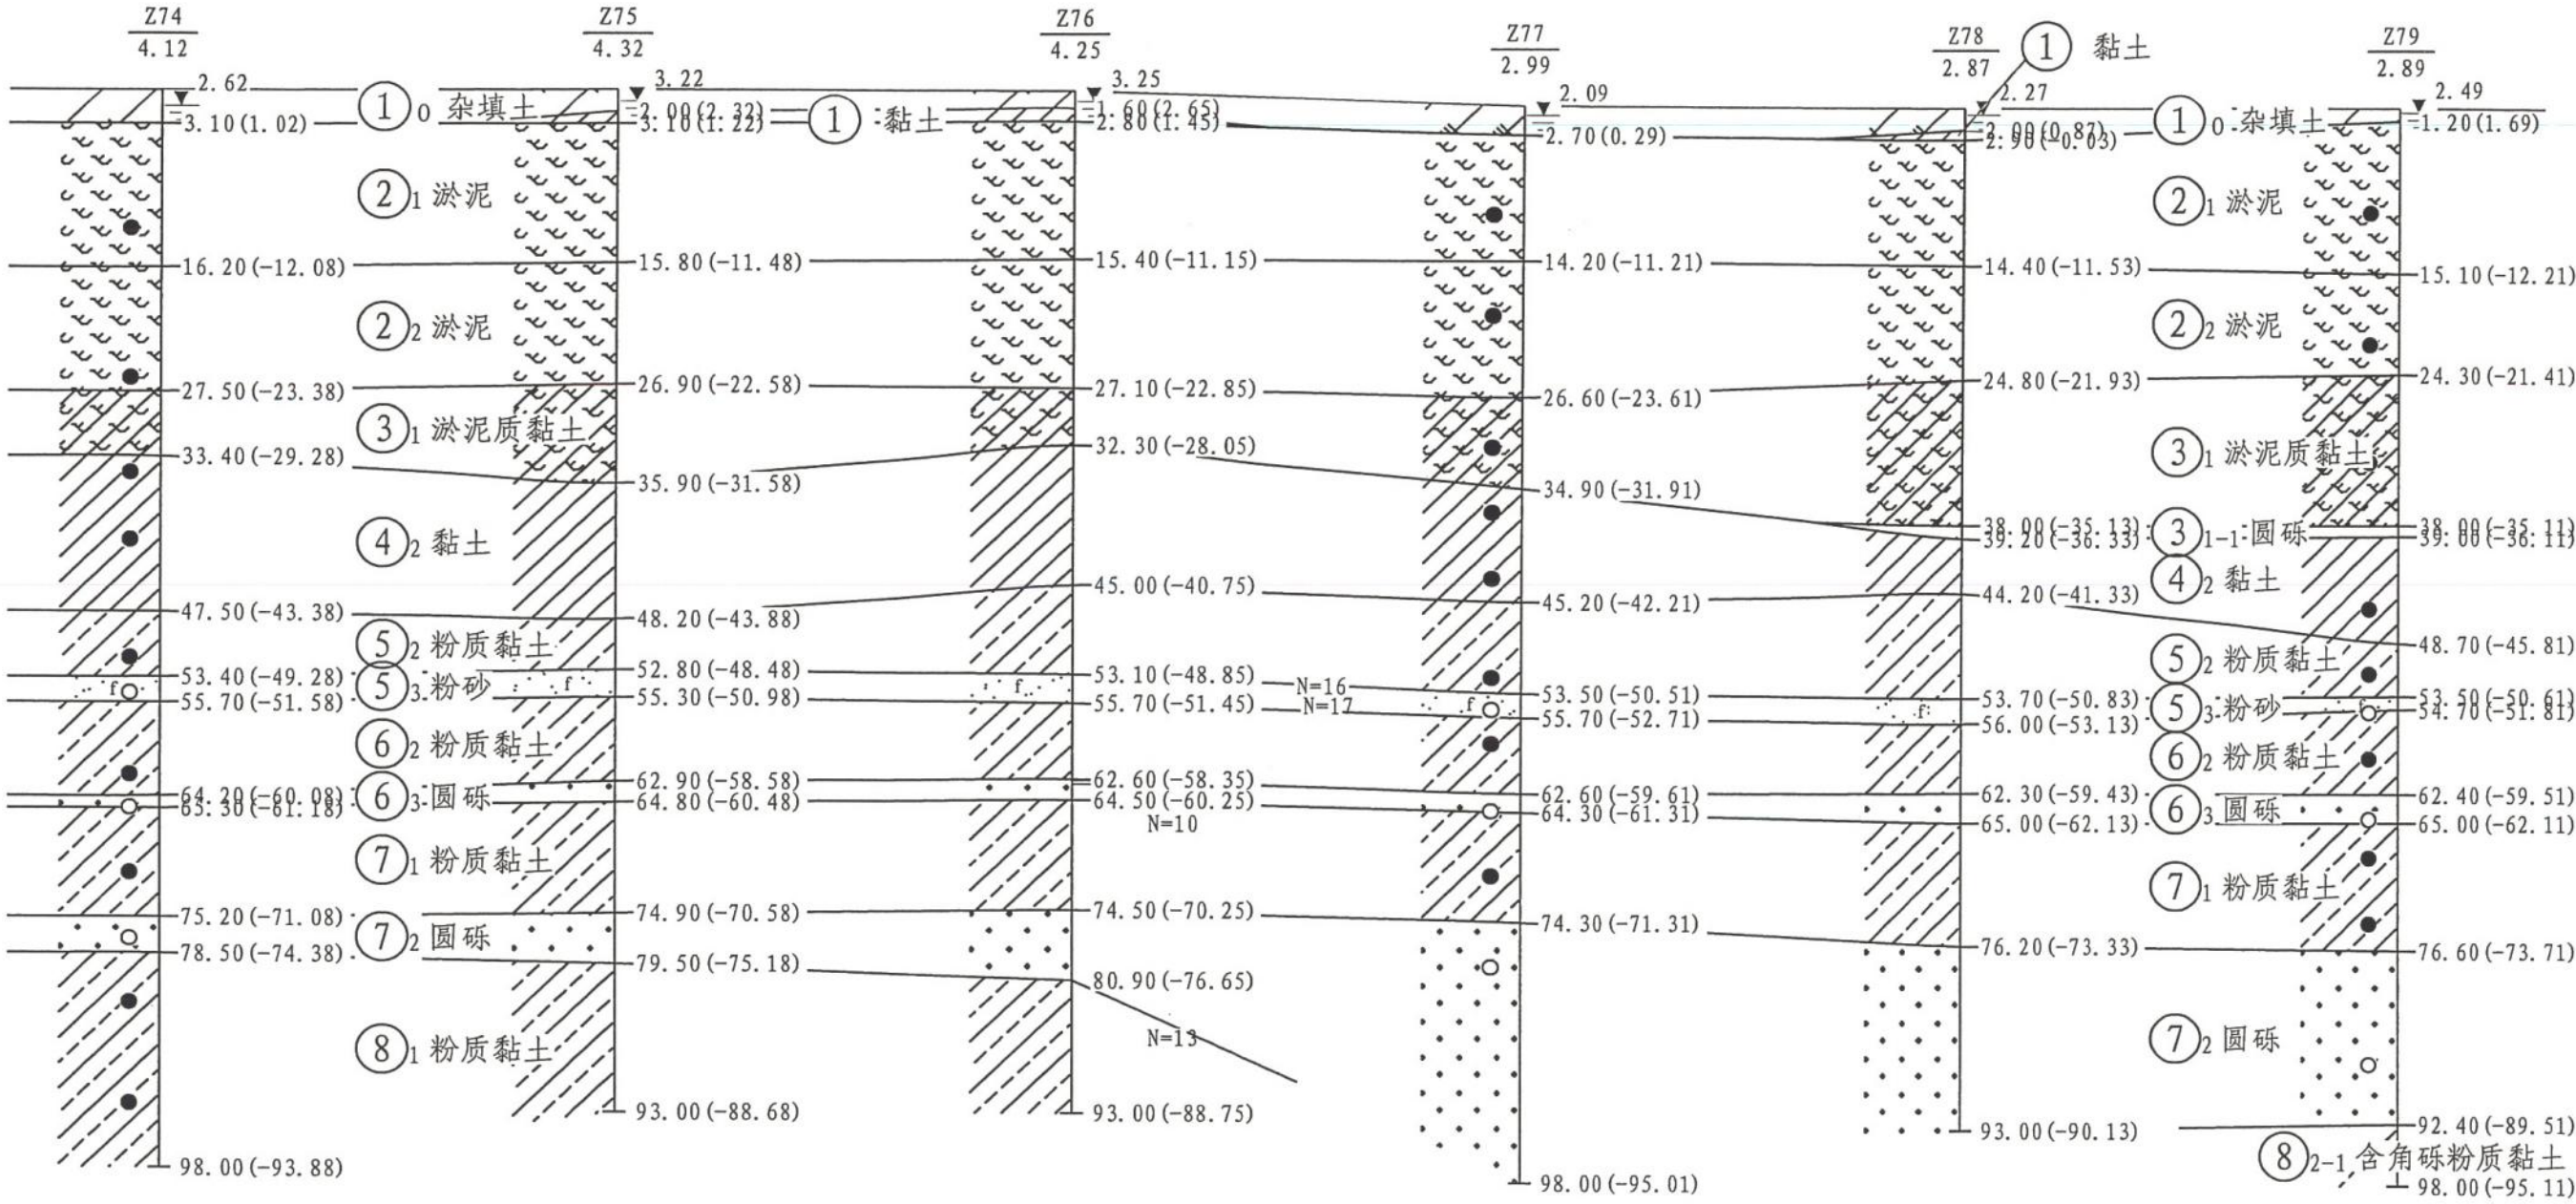 Z74
4.12
Z75
4.32
Z76
4.25
Z77
2.99
Z78
2.87
Z79
2.89
① 黏土
2.62
3.22
3.25
2.09
2.27
2.49
①0 杂填土
① 黏土
①0 杂填土
3.10(1.02)
2.00(2.32)
3.10(1.22)
1.60(2.65)
2.80(1.45)
2.70(0.29)
2.00(0.87)
2.90(-0.03)
1.20(1.69)
②1 淤泥
②1 淤泥
16.20(-12.08)
15.80(-11.48)
15.40(-11.15)
14.20(-11.21)
14.40(-11.53)
15.10(-12.21)
②2 淤泥
②2 淤泥
27.50(-23.38)
26.90(-22.58)
27.10(-22.85)
26.60(-23.61)
24.80(-21.93)
24.30(-21.41)
③1 淤泥质黏土
③1 淤泥质黏土
33.40(-29.28)
35.90(-31.58)
32.30(-28.05)
34.90(-31.91)
38.00(-35.13)
39.20(-36.33)
③1-1 圆砾
38.00(-35.11)
39.00(-36.11)
④2 黏土
④2 黏土
47.50(-43.38)
48.20(-43.88)
45.00(-40.75)
45.20(-42.21)
44.20(-41.33)
48.70(-45.81)
⑤2 粉质黏土
⑤2 粉质黏土
53.40(-49.28)
52.80(-48.48)
53.10(-48.85)
N=16
53.50(-50.51)
53.70(-50.83)
53.50(-50.61)
f
⑤3 粉砂
f
f
f
f
⑤3 粉砂
f
55.70(-51.58)
55.30(-50.98)
55.70(-51.45)
N=17
55.70(-52.71)
56.00(-53.13)
54.70(-51.81)
⑥2 粉质黏土
⑥2 粉质黏土
64.20(-60.08)
62.90(-58.58)
62.60(-58.35)
62.60(-59.61)
62.30(-59.43)
62.40(-59.51)
⑥3 圆砾
⑥3 圆砾
65.30(-61.18)
64.80(-60.48)
64.50(-60.25)
64.30(-61.31)
65.00(-62.13)
65.00(-62.11)
N=10
⑦1 粉质黏土
⑦1 粉质黏土
75.20(-71.08)
74.90(-70.58)
74.50(-70.25)
74.30(-71.31)
76.20(-73.33)
76.60(-73.71)
⑦2 圆砾
78.50(-74.38)
79.50(-75.18)
80.90(-76.65)
N=13
⑧1 粉质黏土
⑦2 圆砾
93.00(-88.68)
93.00(-88.75)
93.00(-90.13)
92.40(-89.51)
⑧2-1 含角砾粉质黏土
98.00(-93.88)
98.00(-95.01)
98.00(-95.11)